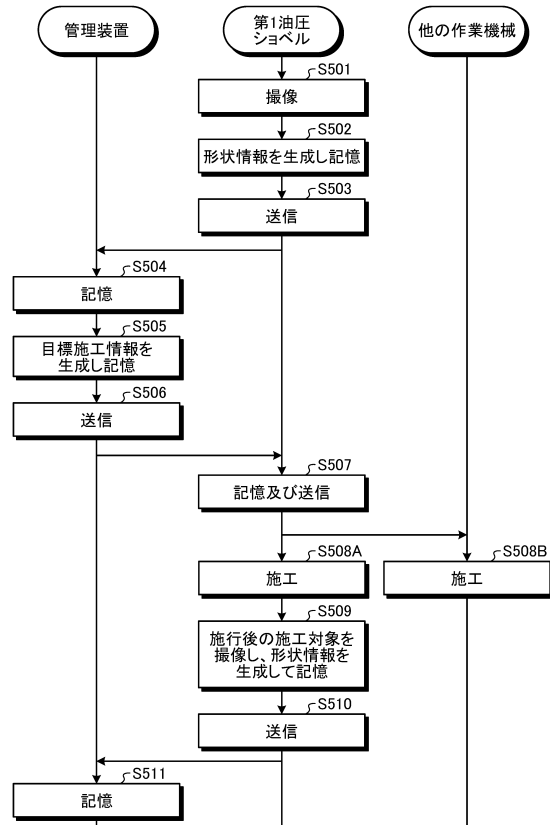 管理装置
第1油圧
ショベル
他の作業機械
S501
撮像
S502
形状情報を生成し記憶
S503
送信
S504
記憶
S505
目標施工情報を
生成し記憶
S506
送信
S507
記憶及び送信
S508A
施工
S508B
施工
S509
施行後の施工対象を
撮像し、形状情報を
生成して記憶
S510
送信
S511
記憶